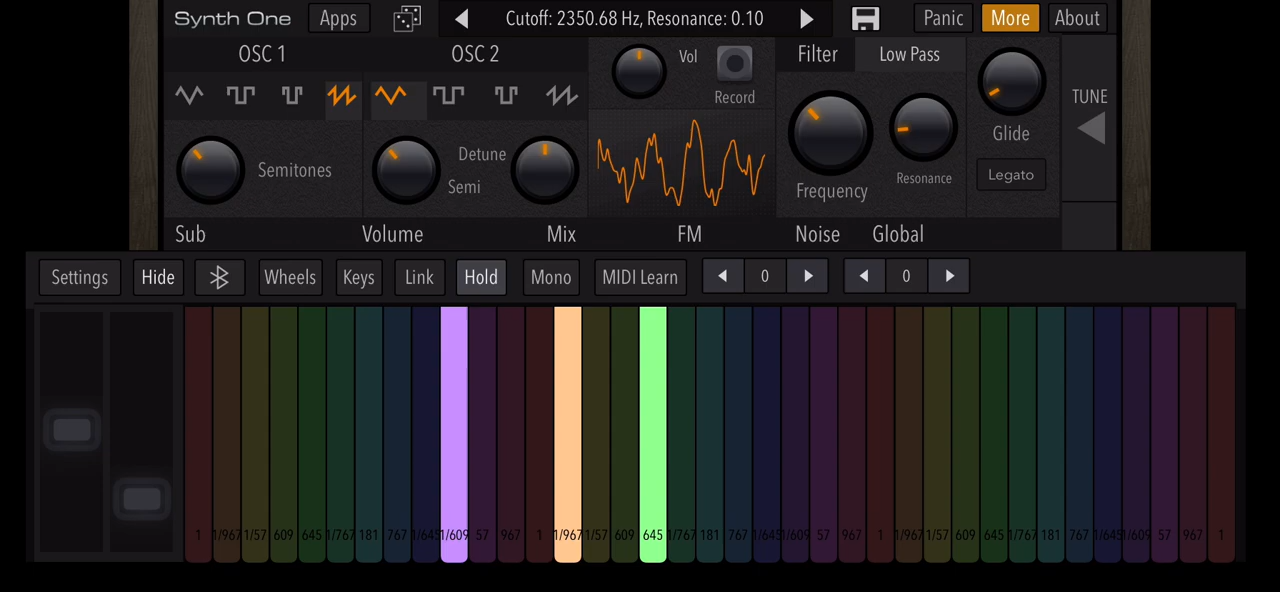 Synth One Apps Cutoff: 2350.68 Hz, Resonance: 0.10 Panic More About
OSC 1 OSC 2 Vol Filter Low Pass
Record
TUNE
Glide
Semitones Detune
Semi
Frequency Resonance Legato
Sub Volume Mix FM Noise Global
Settings Hide Wheels Keys Link Hold Mono MIDI Learn 0 0
1 1/967 1/57 609 645 1/767 181 767 1/645 1/609 57 967 1 1/967 1/57 609 645 1/767 181 767 1/645 1/609 57 967 1 1/967 1/57 609 645 1/767 181 767 1/645 1/609 57 967 1